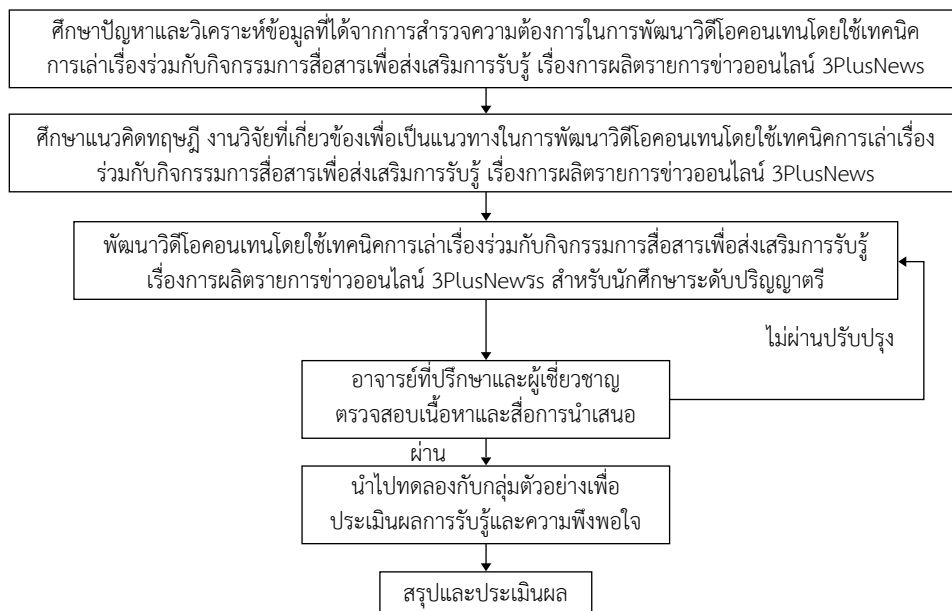 ศึกษาปัญหาและวิเคราะห์ข้อมูลที่ได้จากการสำรวจความต้องการในการพัฒนาวิดีโอคอนเทนโดยใช้เทคนิค
การเล่าเรื่องร่วมกับกิจกรรมการสื่อสารเพื่อส่งเสริมการรับรู้ เรื่องการผลิตรายการข่าวออนไลน์ 3PlusNews
ศึกษาแนวคิดทฤษฎี งานวิจัยที่เกี่ยวข้องเพื่อเป็นแนวทางในการพัฒนาวิดีโอคอนเทนโดยใช้เทคนิคการเล่าเรื่อง
ร่วมกับกิจกรรมการสื่อสารเพื่อส่งเสริมการรับรู้ เรื่องการผลิตรายการข่าวออนไลน์ 3PlusNews
พัฒนาวิดีโอคอนเทนโดยใช้เทคนิคการเล่าเรื่องร่วมกับกิจกรรมการสื่อสารเพื่อส่งเสริมการรับรู้
เรื่องการผลิตรายการข่าวออนไลน์ 3PlusNewรs สำหรับนักศึกษาระดับปริญญาตรี
ไม่ผ่านปรับปรุง
อาจารย์ที่ปรึกษาและผู้เชี่ยวชาญ
ตรวจสอบเนื้อหาและสื่อการนำเสนอ
ผ่าน
นำไปทดลองกับกลุ่มตัวอย่างเพื่อ
ประเมินผลการรับรู้และความพึงพอใจ
สรุปและประเมินผล